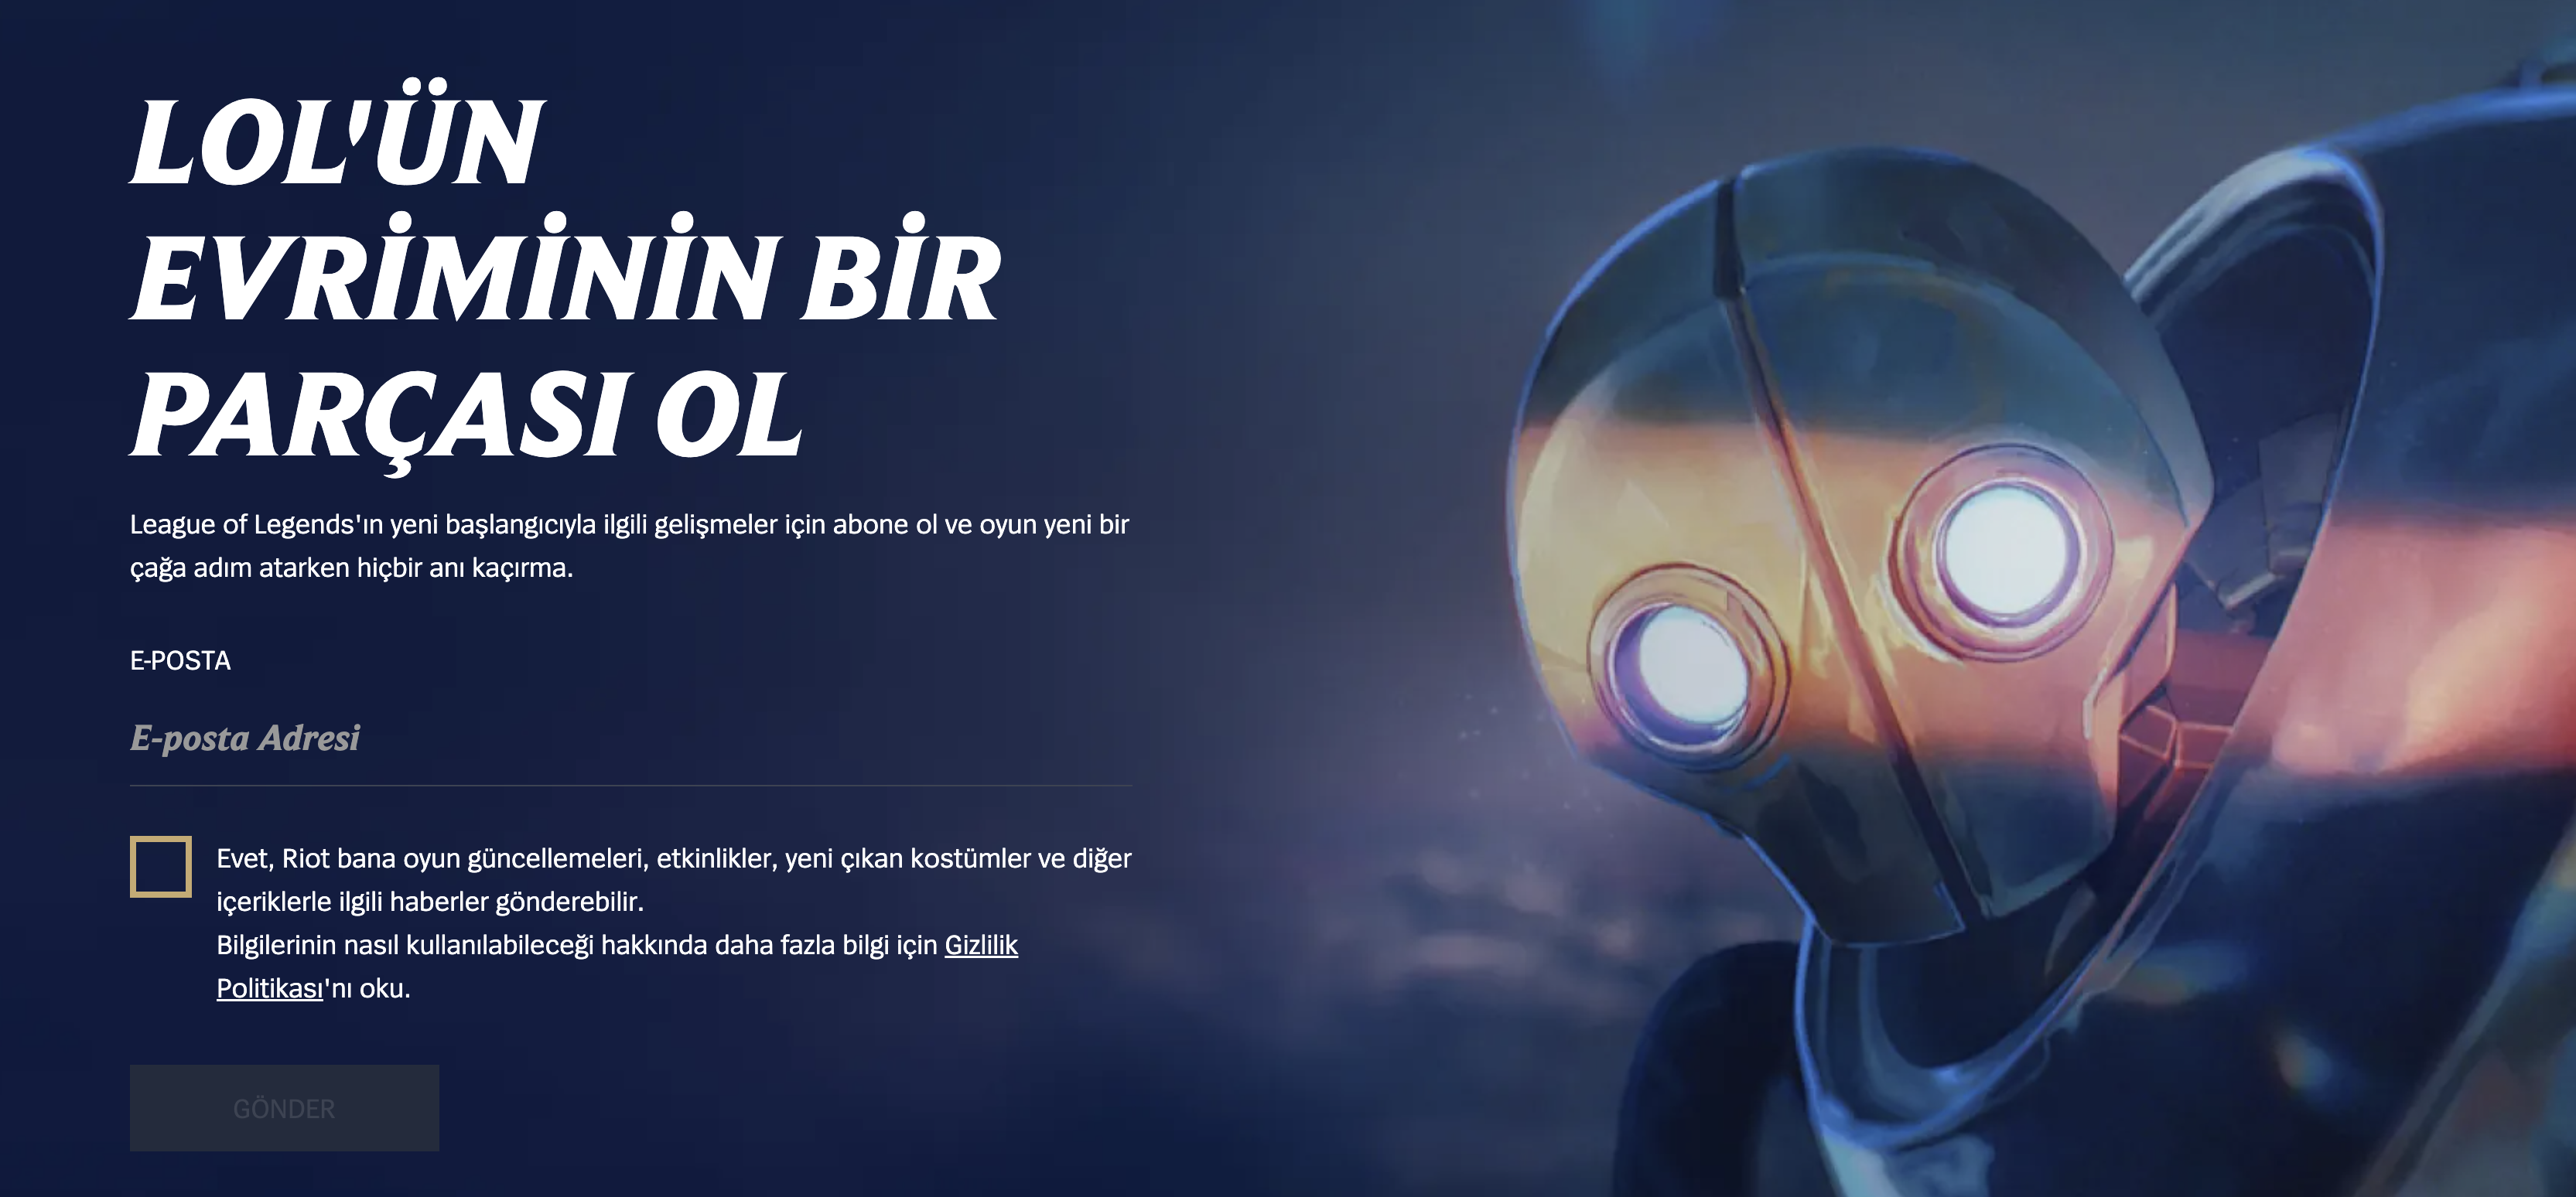 LOL'ÜN
EVRİMİNİN BİR
PARÇASI OL
League of Legends'ın yeni başlangıcıyla ilgili gelişmeler için abone ol ve oyun yeni bir
çağa adım atarken hiçbir anı kaçırma.
E-POSTA
E-posta Adresi
Evet, Riot bana oyun güncellemeleri, etkinlikler, yeni çıkan kostümler ve diğer
içeriklerle ilgili haberler gönderebilir.
Bilgilerinin nasıl kullanılabileceği hakkında daha fazla bilgi için Gizlilik
Politikası'nı oku.
GÖNDER